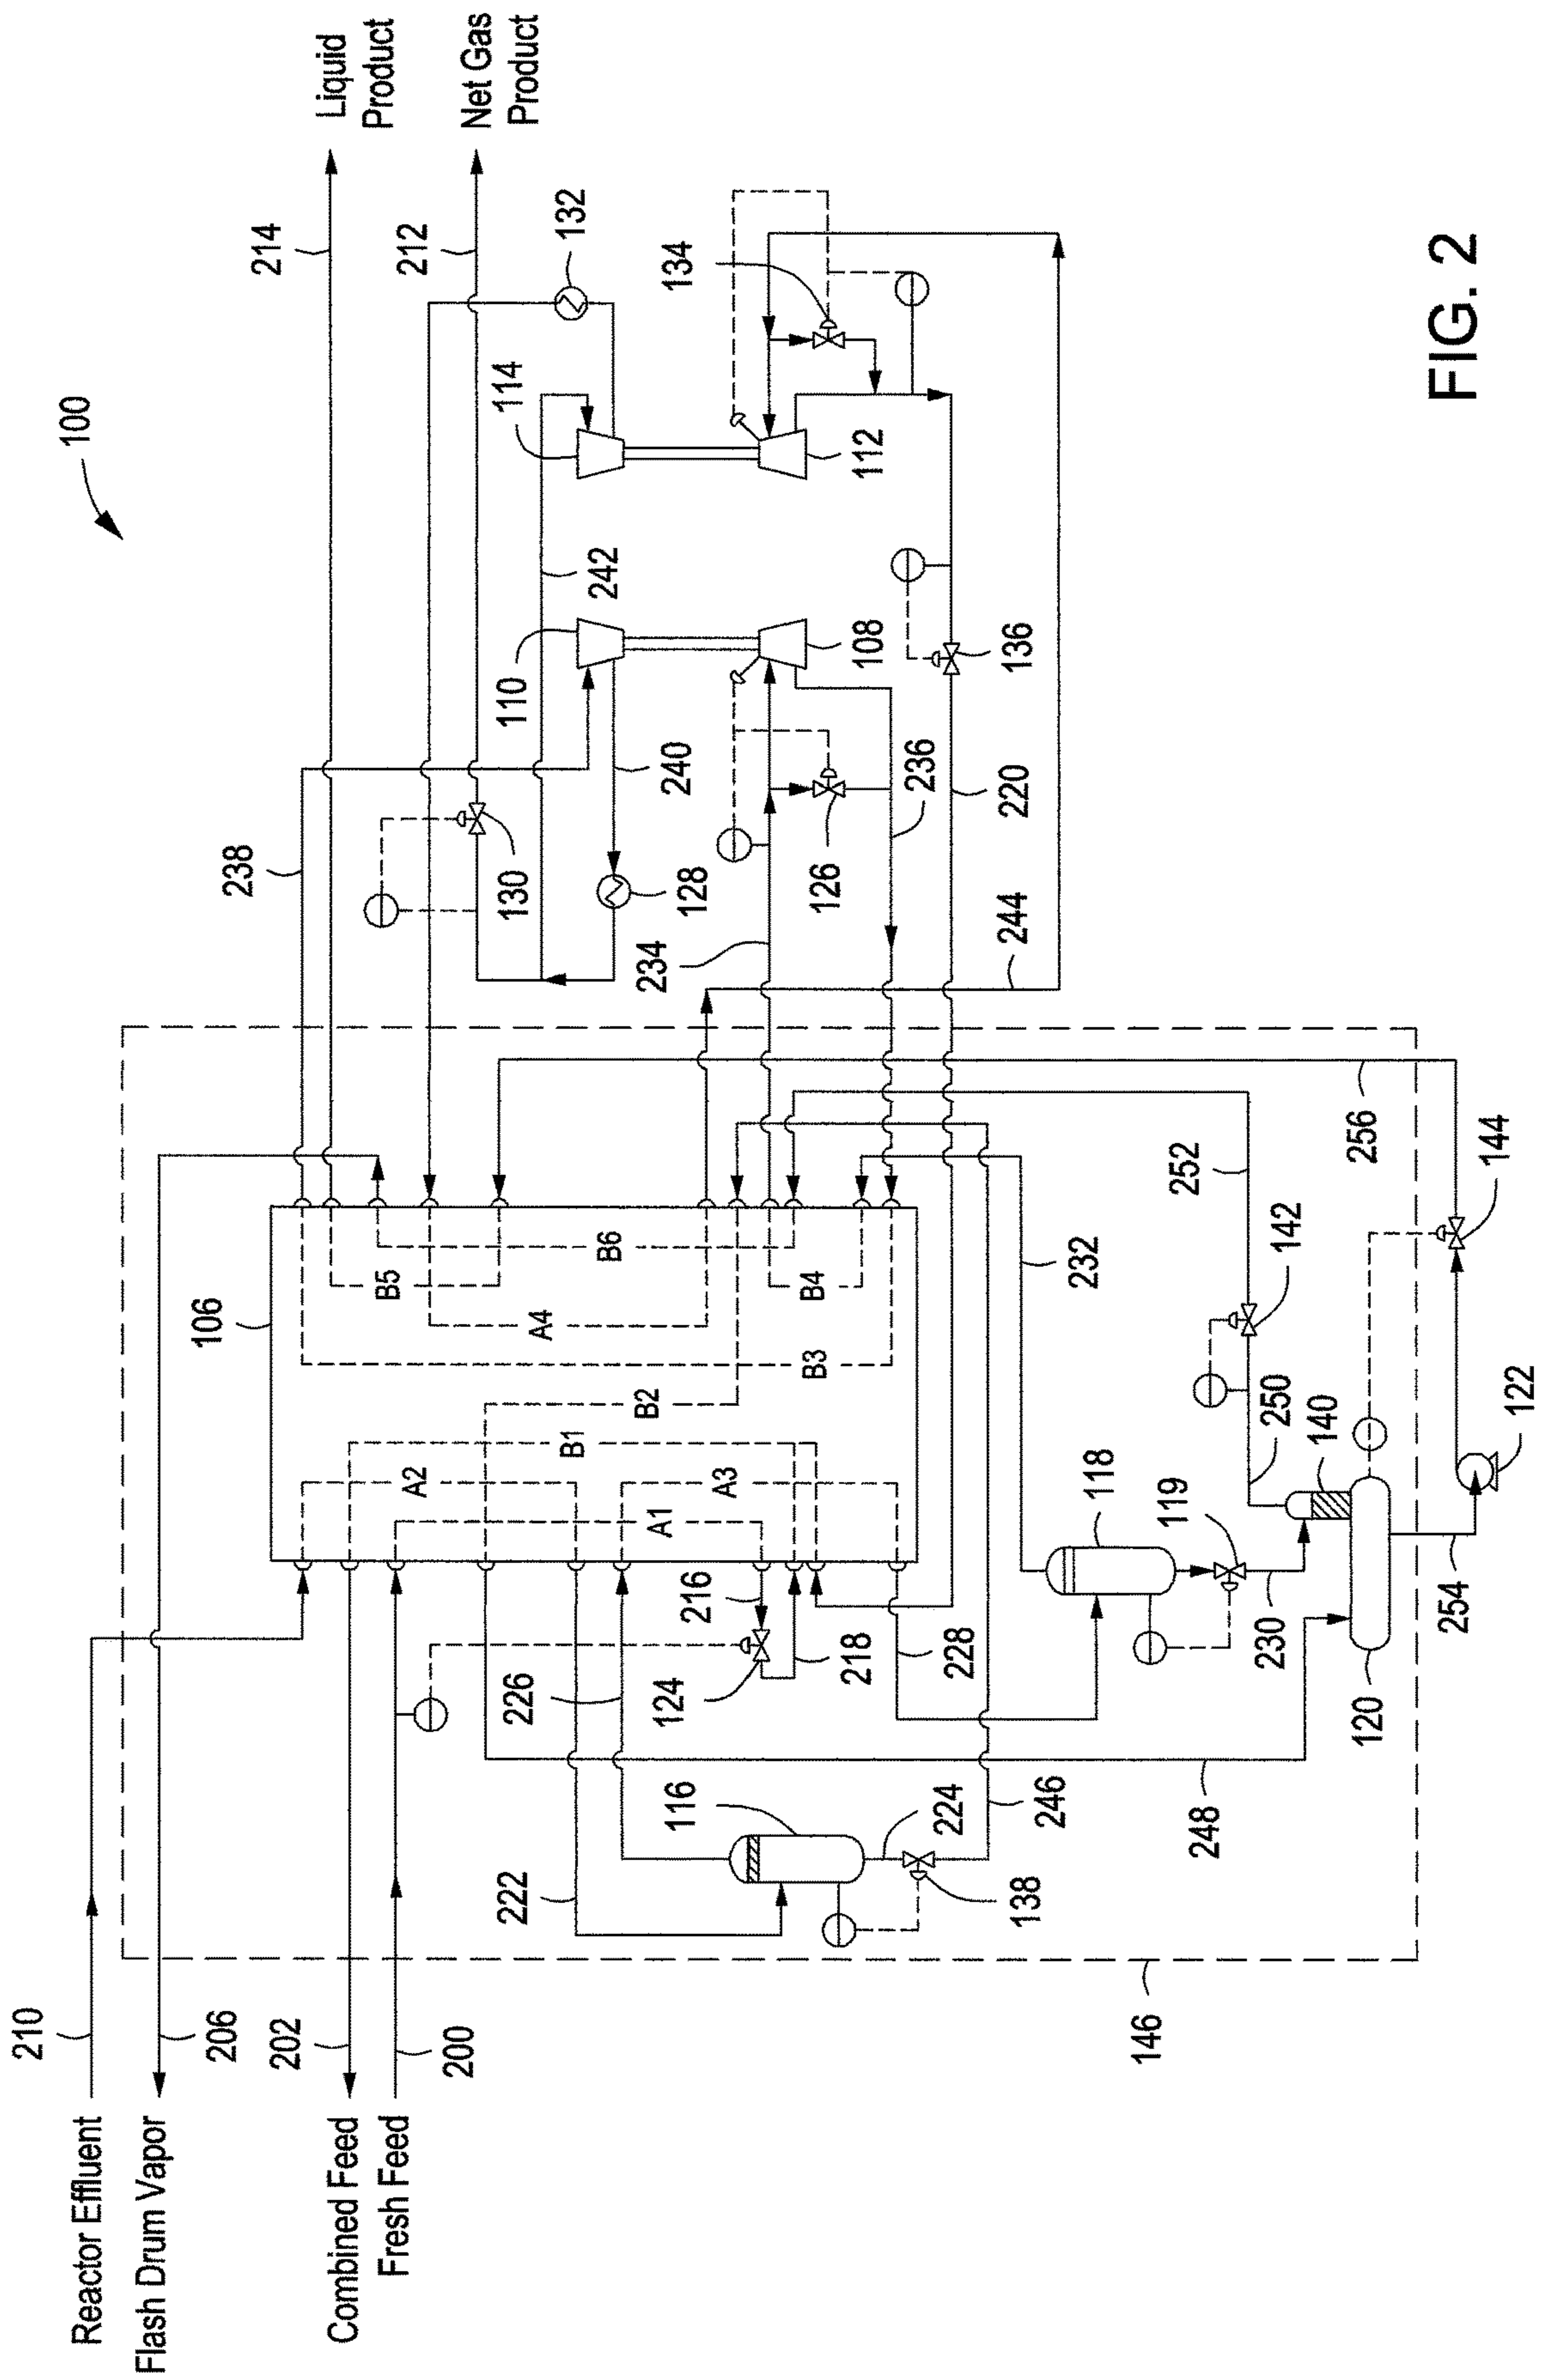 100
210
Reactor Effluent
Flash Drum Vapor
206
106
238
214
Liquid
Product
202
Combined Feed
Fresh Feed
200
B5
A2
212
Net Gas
Product
222
226
B1
A4
130
110
114
132
242
B6
A1
B2
116
124
216
A3
240
234
128
134
B3
B4
218
126
108
112
236
224
228
138
246
220
244
136
118
232
146
119
142
252
248
230
250
140
120
254
122
256
144
FIG. 2